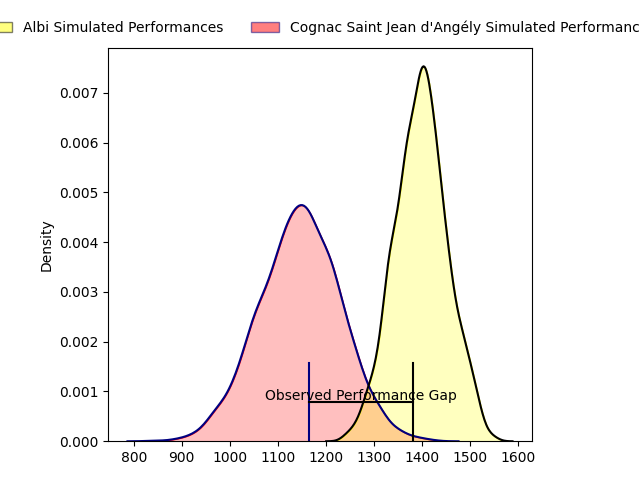 Albi Simulated Performances
Cognac Saint Jean d'Angély Simulated Performanc
0.007
0.006
0.005
0.004
0.003
0.002
0.001
0.000
Density
Observed Performance Gap
800 900 1000 1100 1200 1300 1400 1500 1600